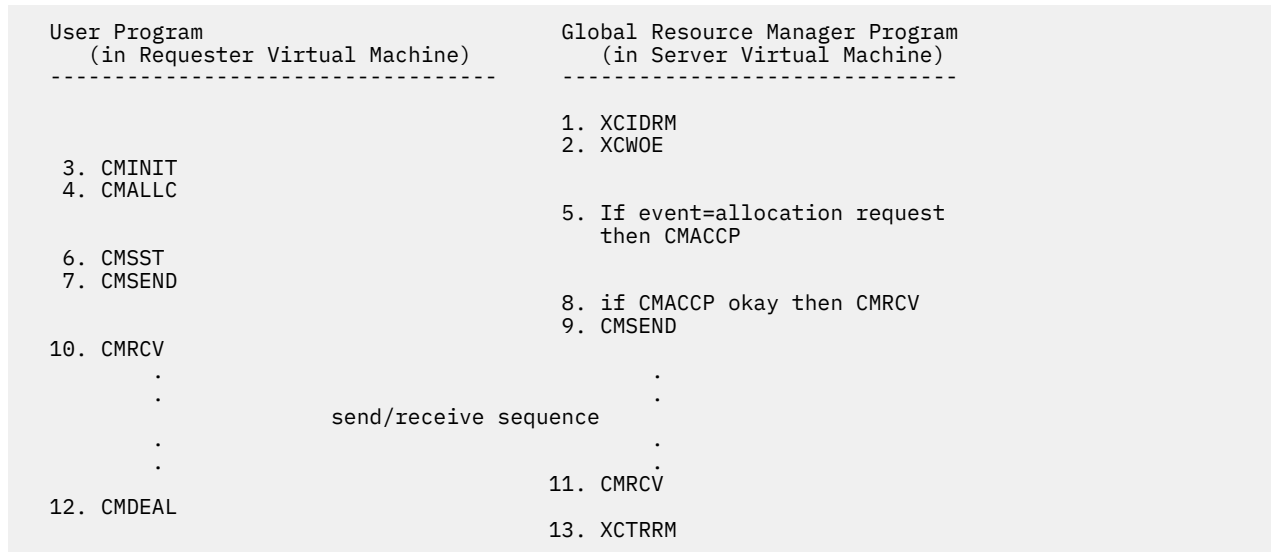 User Program                            Global Resource Manager Program
   (in Requester Virtual Machine)          (in Server Virtual Machine)
- - - - - - - - - - - - - - - - - -     - - - - - - - - - - - - - - - -
1. XCIDRM
2. XCWOE
3. CMINIT
4. CMALLC
5. If event=allocation request
then CMACCP
6. CMSST
7. CMSEND
8. if CMACCP okay then CMRCV
9. CMSEND
10. CMRCV
.                                       .
.                                       .
send/receive sequence
.                                       .
.                                       .
11. CMRCV
12. CMDEAL
13. XCTRRM